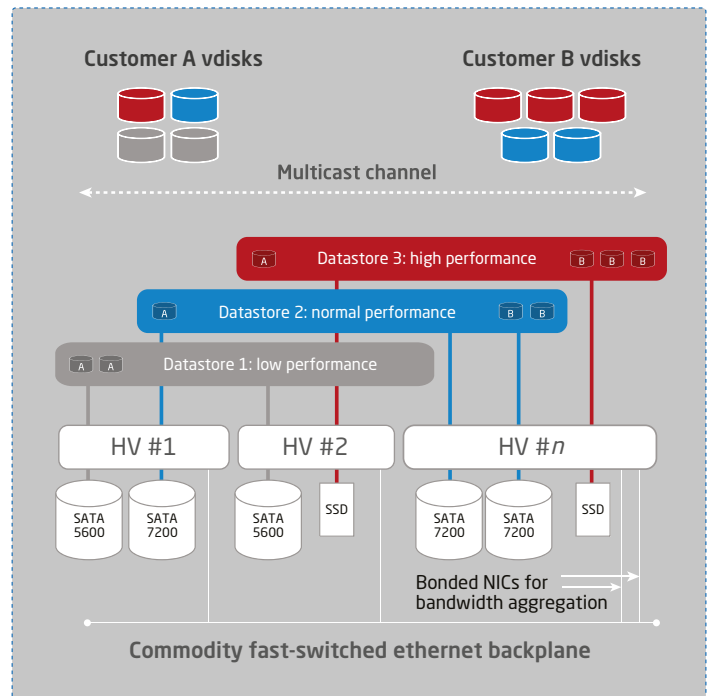 Customer A vdisks
Customer B vdisks
Multicast channel
A
Datastore 3: high performance
B B B
A
Datastore 2: normal performance
B B
A A
Datastore 1: low performance
HV #1
HV #2
HV #n
SATA
5600
SATA
7200
SATA
5600
SSD
SATA
7200
SATA
7200
SSD
Bonded NICs for
bandwidth aggregation
Commodity fast-switched ethernet backplane